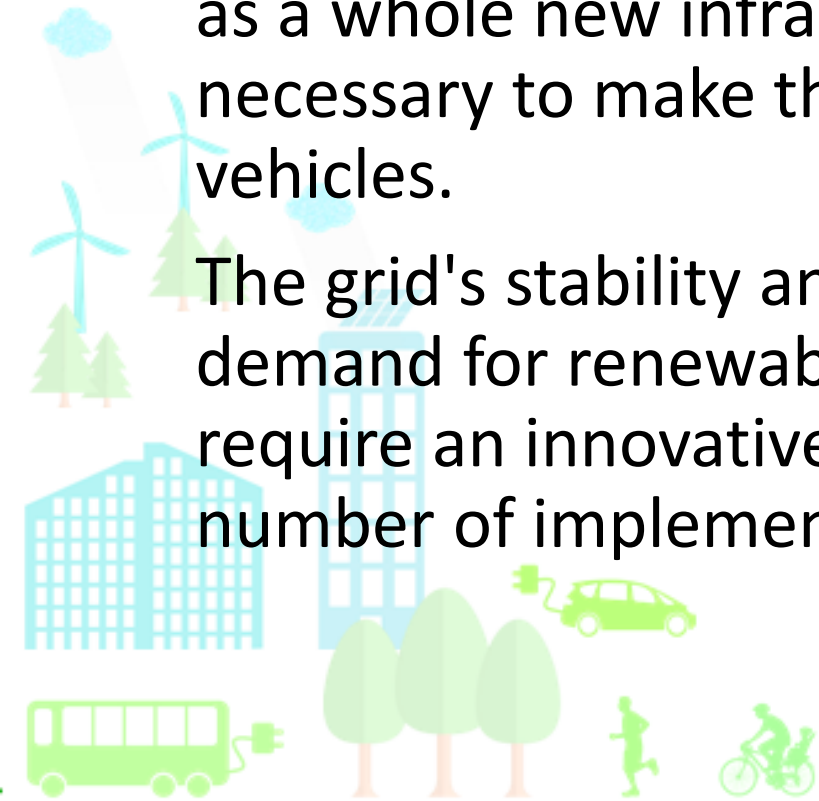 as a whole new infra
necessary to make th
vehicles.
The grid's stability an
demand for renewab
require an innovative
number of implemen